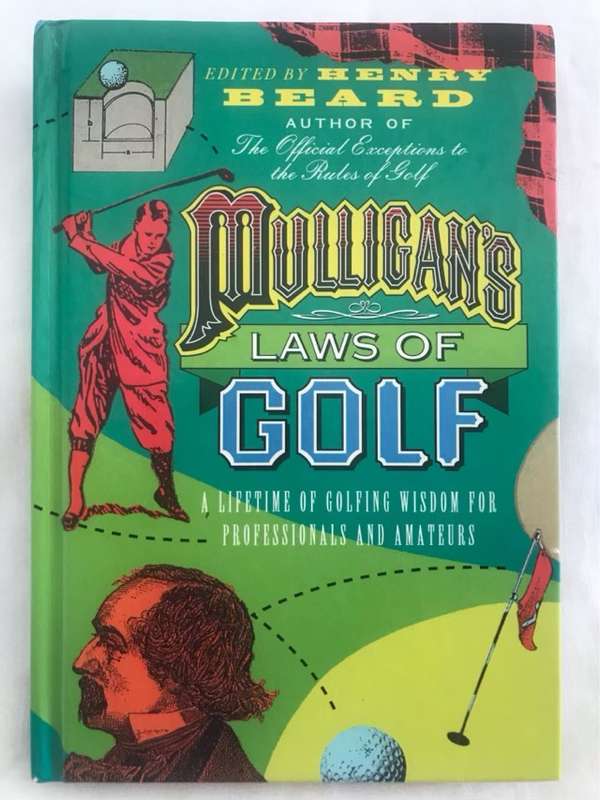 EDITED BY HENRY
BEARD
AUTHOR OF
The Official Exceptions to
the Rules of Golf
MULLIGAN'S
LAWS OF
GOLF
A LIFETIME OF GOLFING WISDOM FOR
PROFESSIONALS AND AMATEURS
b
a